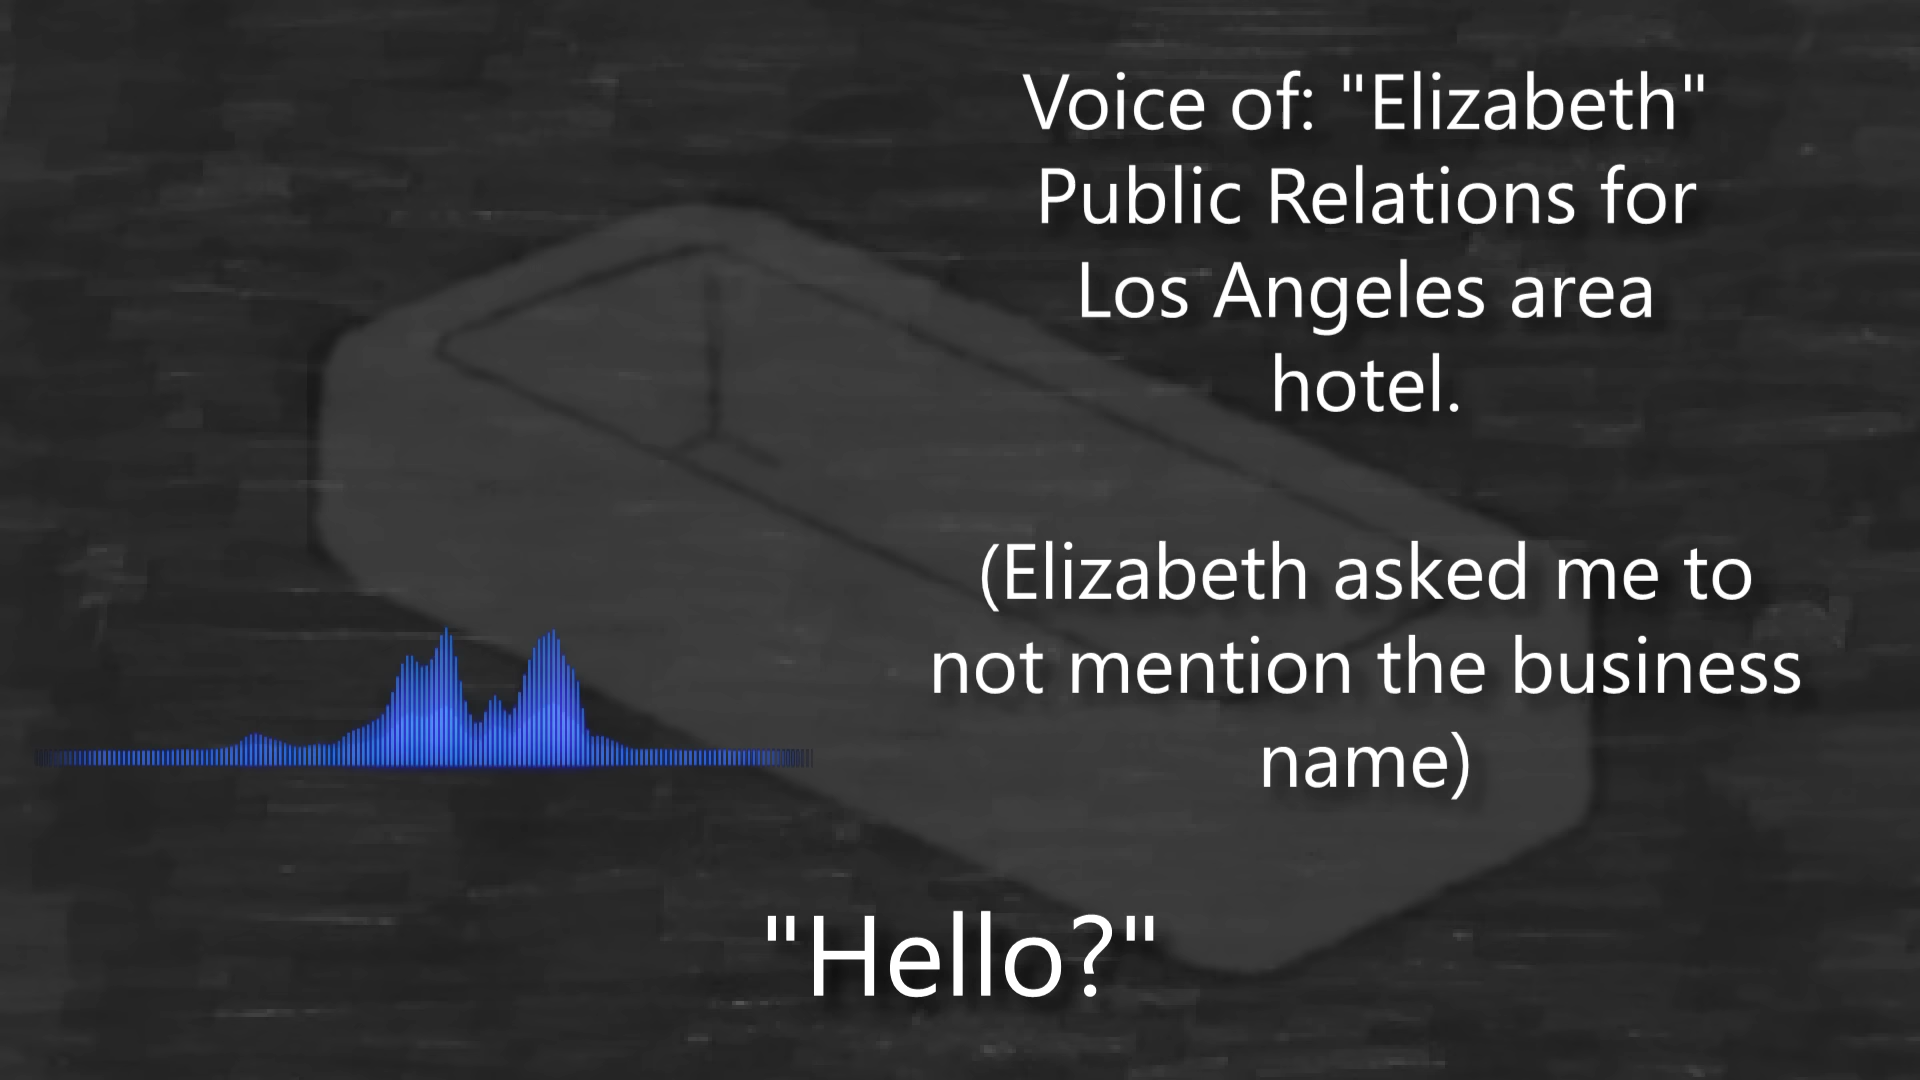 Voice of: "Elizabeth"
Public Relations for
Los Angeles area
hotel.
(Elizabeth asked me to
not mention the business
name)
"Hello?"